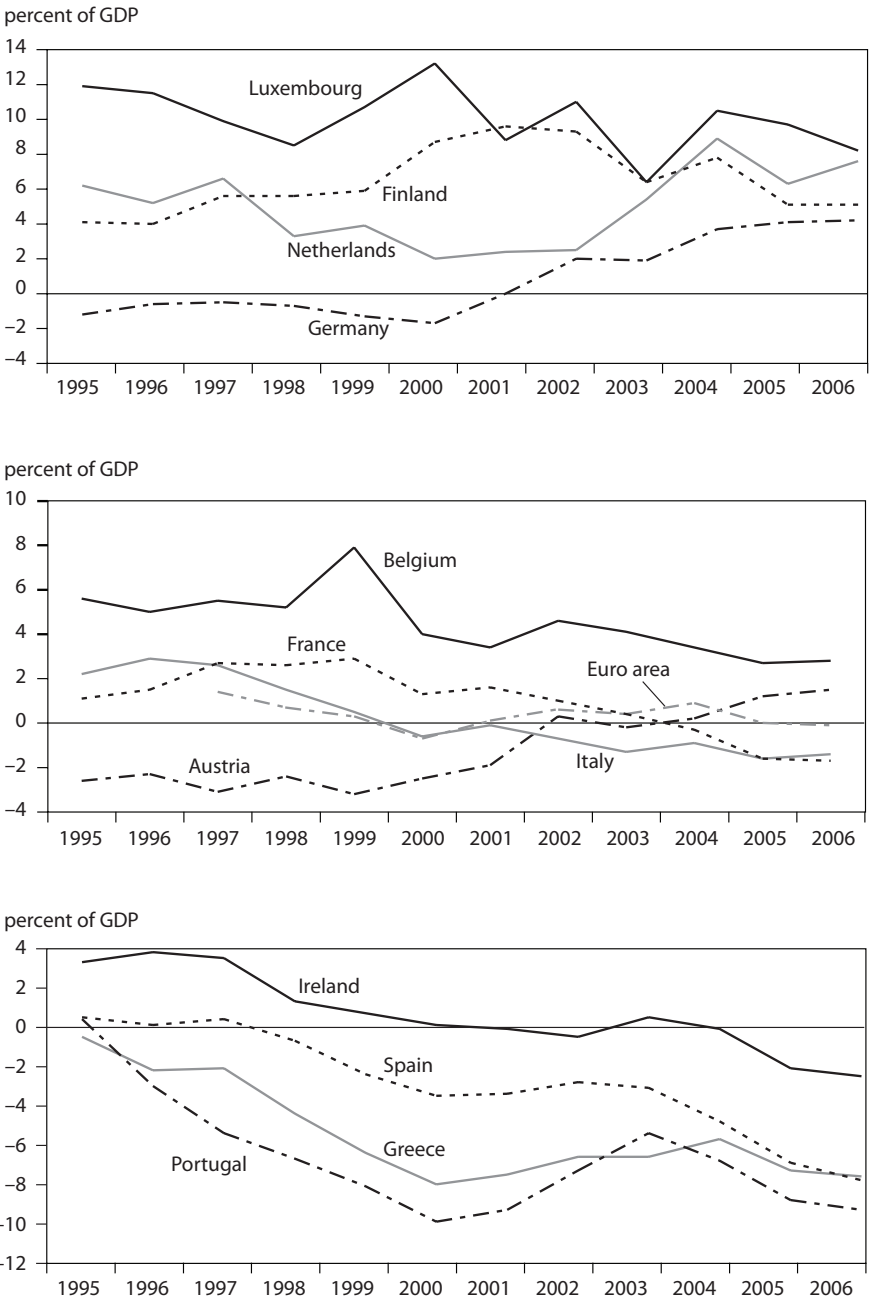 percent of GDP
14
12
Luxembourg
10
8
6
Finland
4
Netherlands
2
0
–2
Germany
–4
1995 1996 1997 1998 1999 2000 2001 2002 2003 2004 2005 2006
percent of GDP
10
8
Belgium
6
4
France
Euro area
2
0
Austria
Italy
–2
–4
1995 1996 1997 1998 1999 2000 2001 2002 2003 2004 2005 2006
percent of GDP
4
2
Ireland
0
Spain
–2
–4
Greece
–6
Portugal
–8
–10
–12
1995 1996 1997 1998 1999 2000 2001 2002 2003 2004 2005 2006